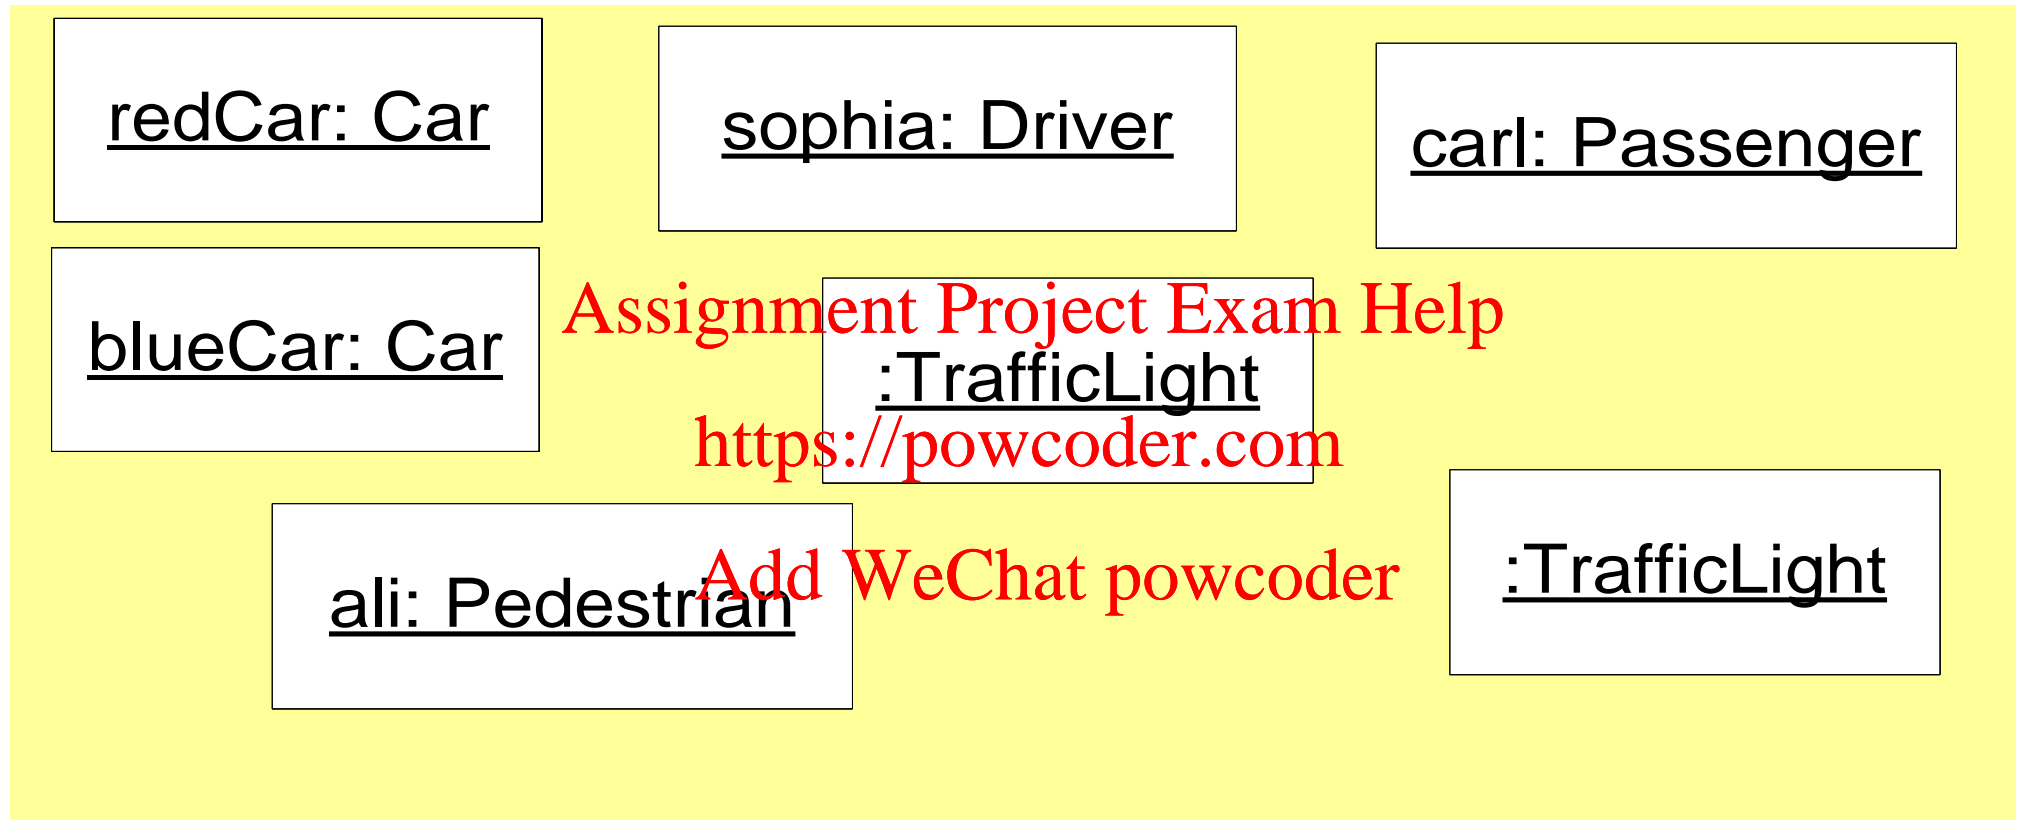 redCar: Car
sophia: Driver
carl: Passenger
blueCar: Car
Assignment Project Exam Help
:TrafficLight
https://powcoder.com
Add WeChat powcoder
:TrafficLight
ali: Pedestrian